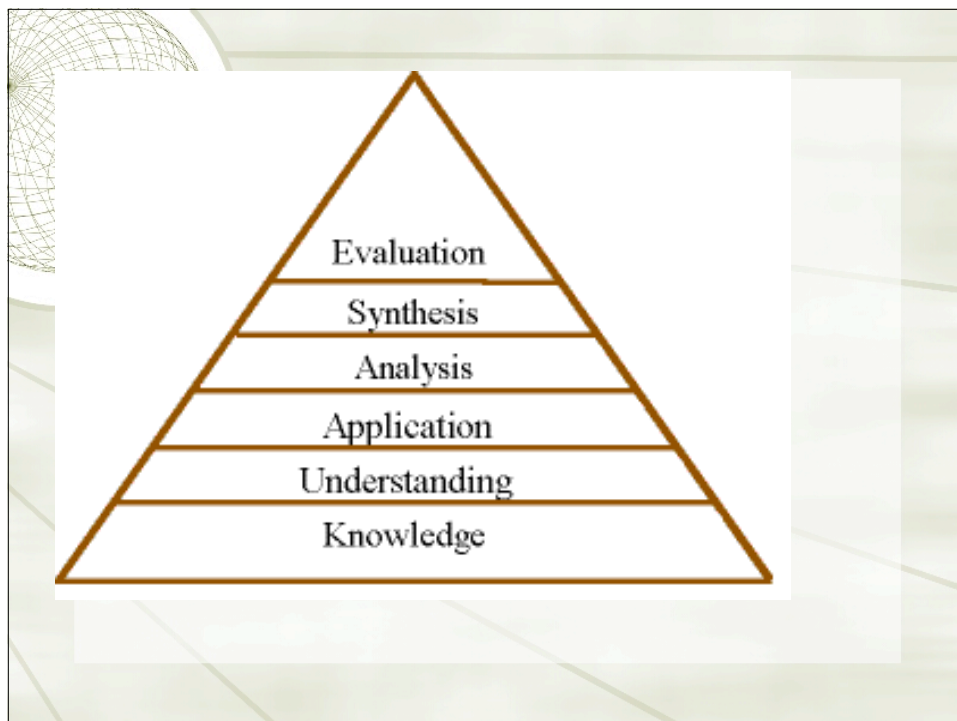 Evaluation
Synthesis
Analysis
Application
Understanding
Knowledge